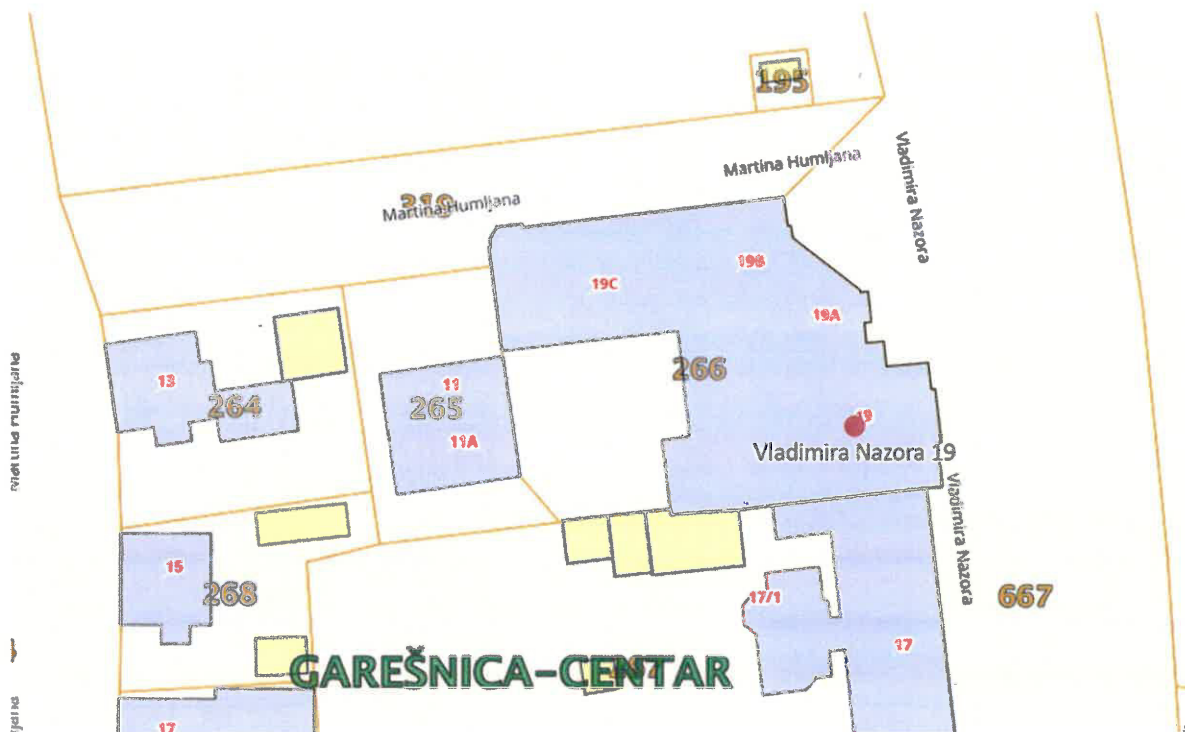 195
Martina Humljana
Vladimira Nazora
Martina Humljana
19B
19C
19A
266
13
264
11
265
11A
19
Vladimira Nazora 19
Vladimira Nazora
15
268
17/1
667
17
GAREŠNICA-CENTAR
17